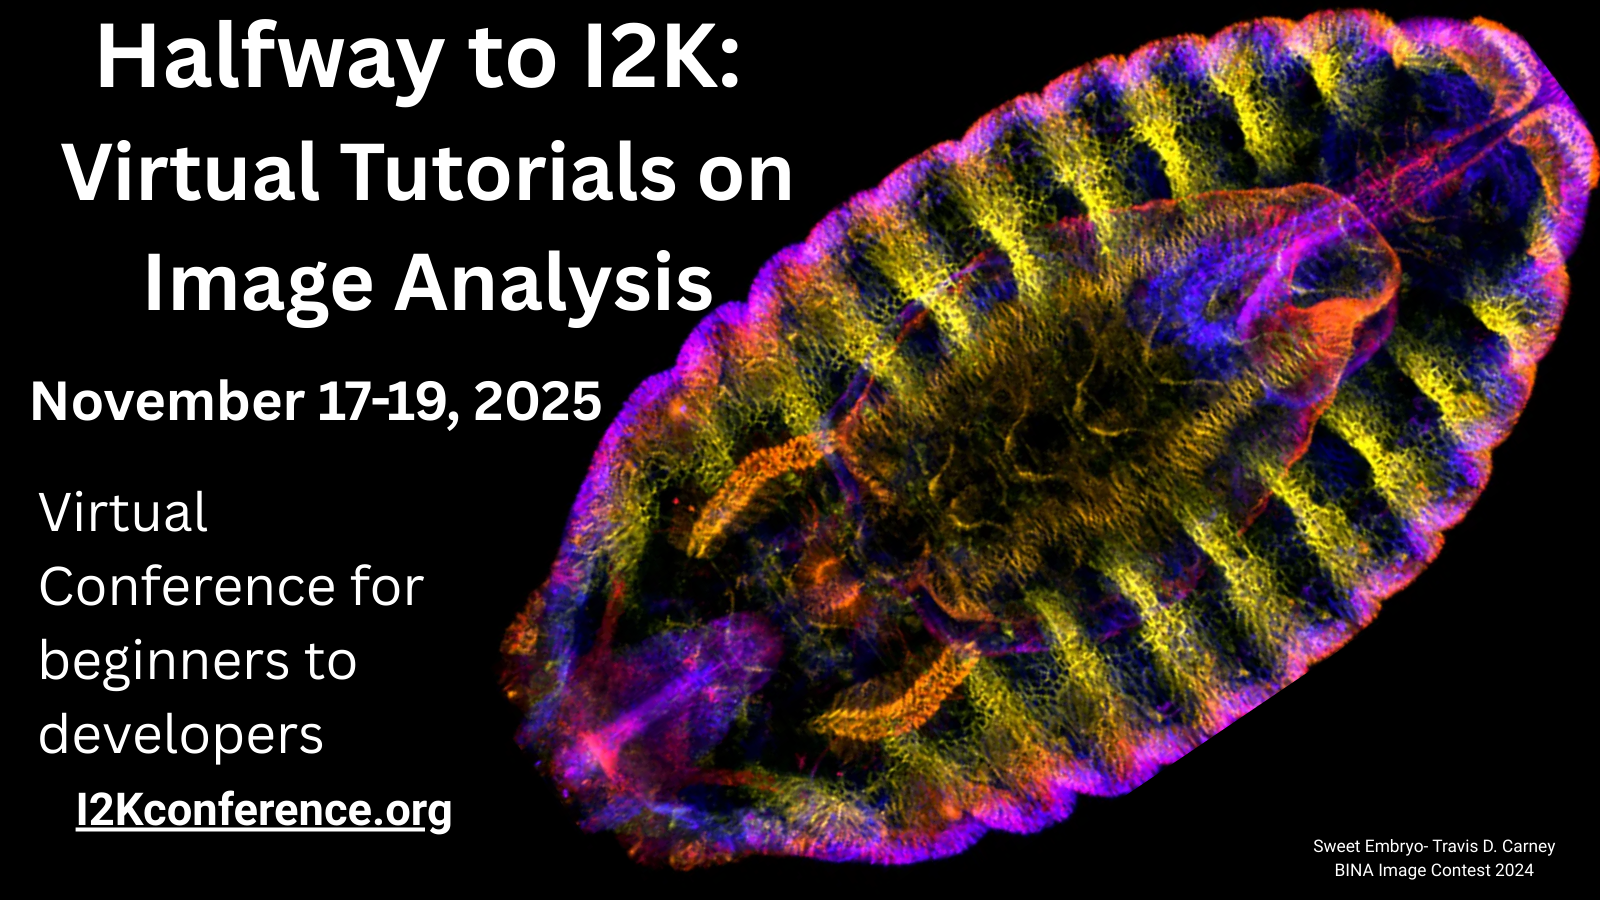 Halfway to I2K:
Virtual Tutorials on
Image Analysis
November 17-19, 2025
Virtual
Conference for
beginners to
developers
I2Kconference.org
Sweet Embryo- Travis D. Carney
BINA Image Contest 2024